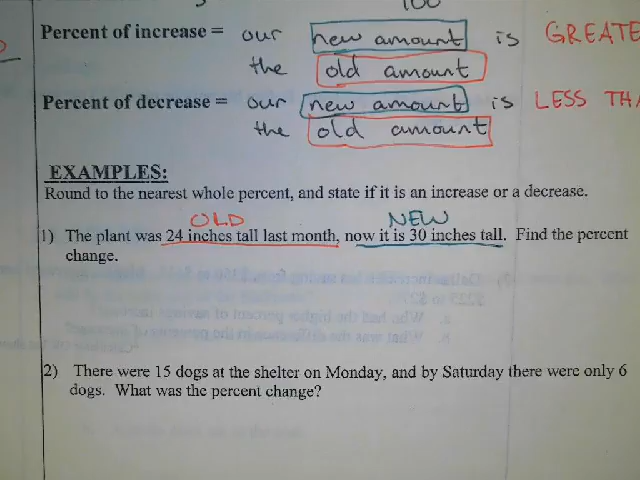 100
Percent of increase = our new amount is GREATE
the old amount
Percent of decrease = our new amount is LESS THA
the old amount
EXAMPLES:
Round to the nearest whole percent, and state if it is an increase or a decrease.
OLD NEW
1) The plant was 24 inches tall last month, now it is 30 inches tall. Find the percent
change.
2) There were 15 dogs at the shelter on Monday, and by Saturday there were only 6
dogs. What was the percent change?